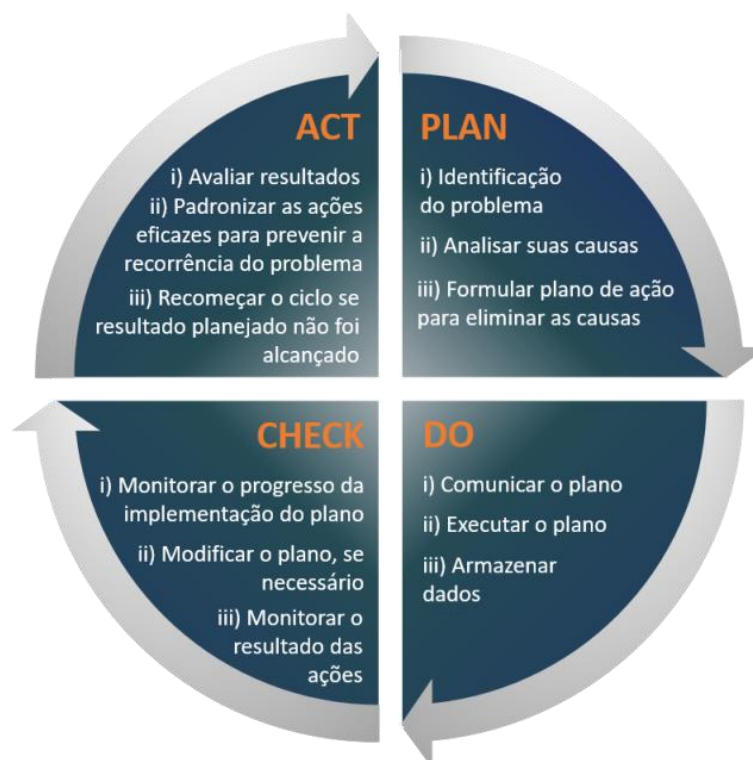 ACT
i) Avaliar resultados
ii) Padronizar as ações
eficazes para prevenir a
recorrência do problema
iii) Recomeçar o ciclo se
resultado planejado não foi
alcançado
PLAN
i) Identificação
do problema
ii) Analisar suas causas
iii) Formular plano de ação
para eliminar as causas
CHECK
i) Monitorar o progresso da
implementação do plano
ii) Modificar o plano, se
necessário
iii) Monitorar o
resultado das
ações
DO
i) Comunicar o plano
ii) Executar o plano
iii) Armazenar
dados